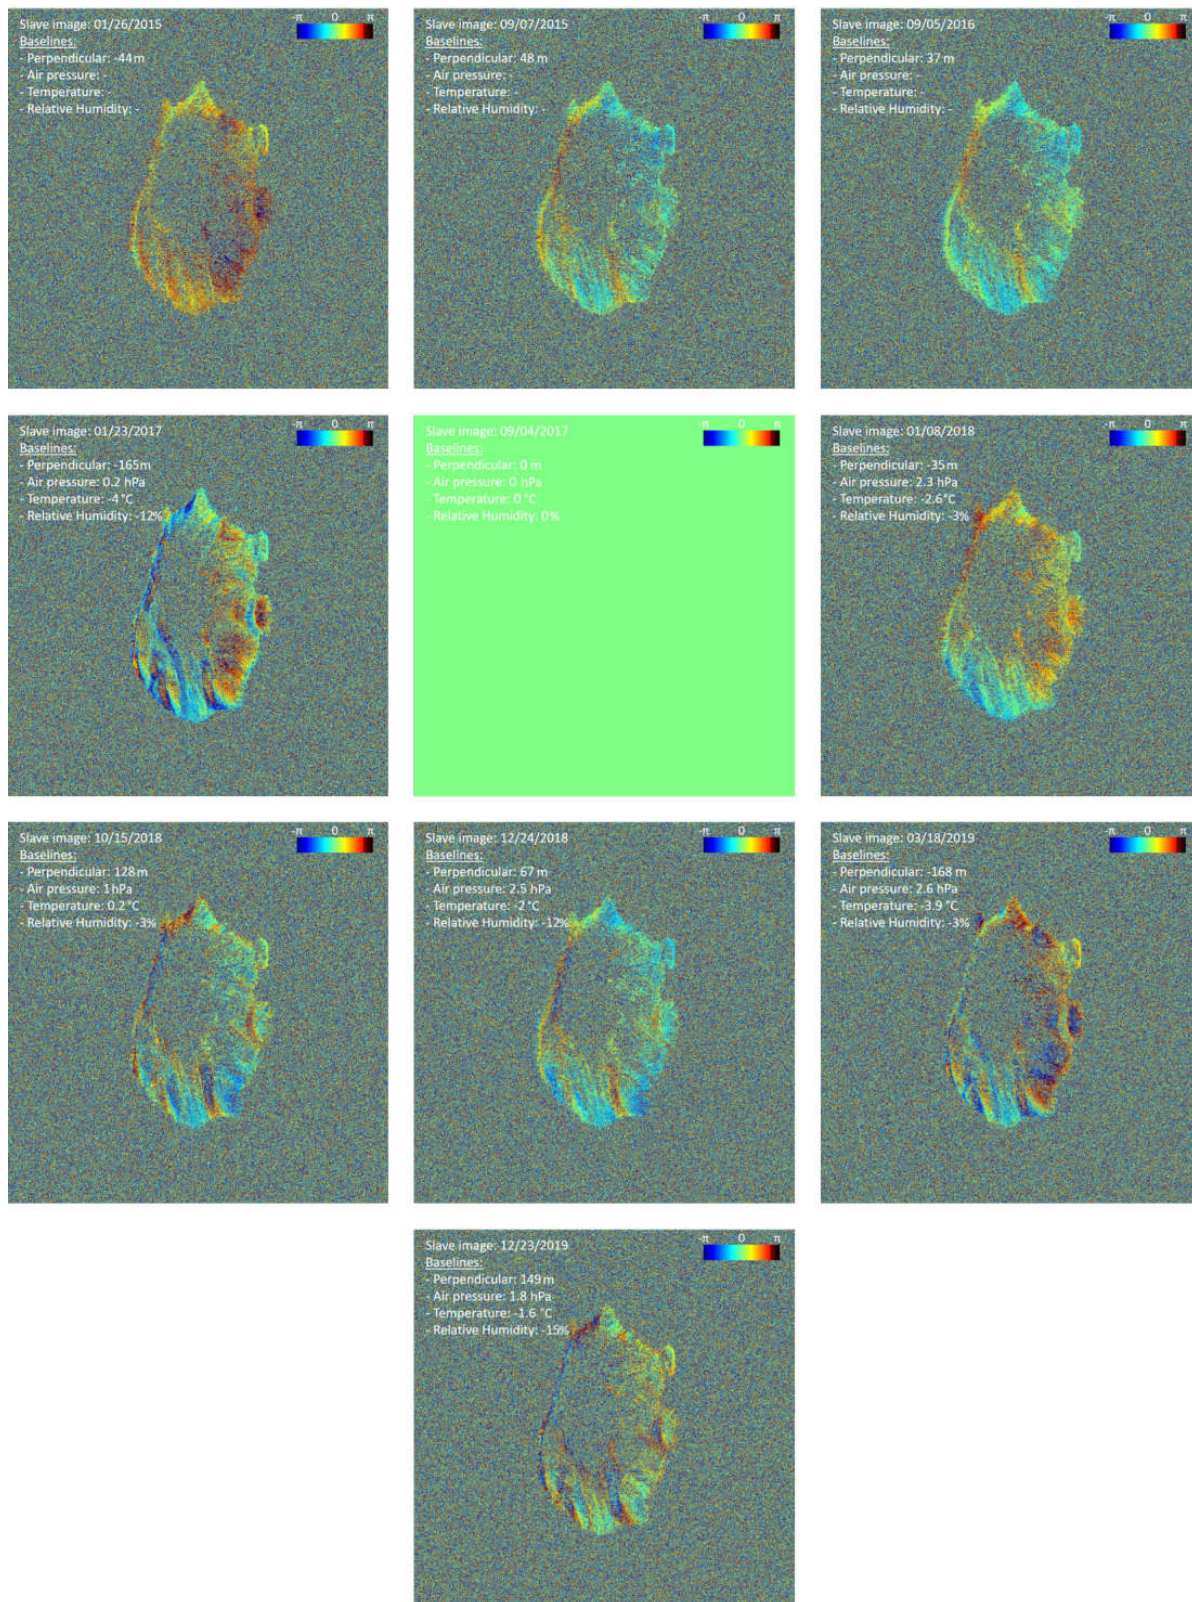 Slave image: 01/26/2015
-π 0 π
Baselines:
- Perpendicular: -44 m
- Air pressure: -
- Temperature: -
- Relative Humidity: -
Slave image: 09/07/2015
-π 0 π
Baselines:
- Perpendicular: 48 m
- Air pressure: -
- Temperature: -
- Relative Humidity: -
Slave image: 09/05/2016
-π 0 π
Baselines:
- Perpendicular: 37 m
- Air pressure: -
- Temperature: -
- Relative Humidity: -
Slave image: 01/23/2017
-π 0 π
Baselines:
- Perpendicular: -165m
- Air pressure: 0.2 hPa
- Temperature: -4 °C
- Relative Humidity: -12%
Slave image: 09/04/2017
-π 0 π
Baselines:
- Perpendicular: 0 m
- Air pressure: 0 hPa
- Temperature: 0 °C
- Relative Humidity: 0%
Slave image: 01/08/2018
-π 0 π
Baselines:
- Perpendicular: -35m
- Air pressure: 2.3 hPa
- Temperature: -2.6°C
- Relative Humidity: -3%
Slave image: 10/15/2018
-π 0 π
Baselines:
- Perpendicular: 128 m
- Air pressure: 1 hPa
- Temperature: 0.2 °C
- Relative Humidity: -3%
Slave image: 12/24/2018
-π 0 π
Baselines:
- Perpendicular: 67 m
- Air pressure: 2.5 hPa
- Temperature: -2 °C
- Relative Humidity: -12%
Slave image: 03/18/2019
-π 0 π
Baselines:
- Perpendicular: -168 m
- Air pressure: 2.6 hPa
- Temperature: -3.9 °C
- Relative Humidity: -3%
Slave image: 12/23/2019
-π 0 π
Baselines:
- Perpendicular: 149 m
- Air pressure: 1.8 hPa
- Temperature: -1.6 °C
- Relative Humidity: -15%